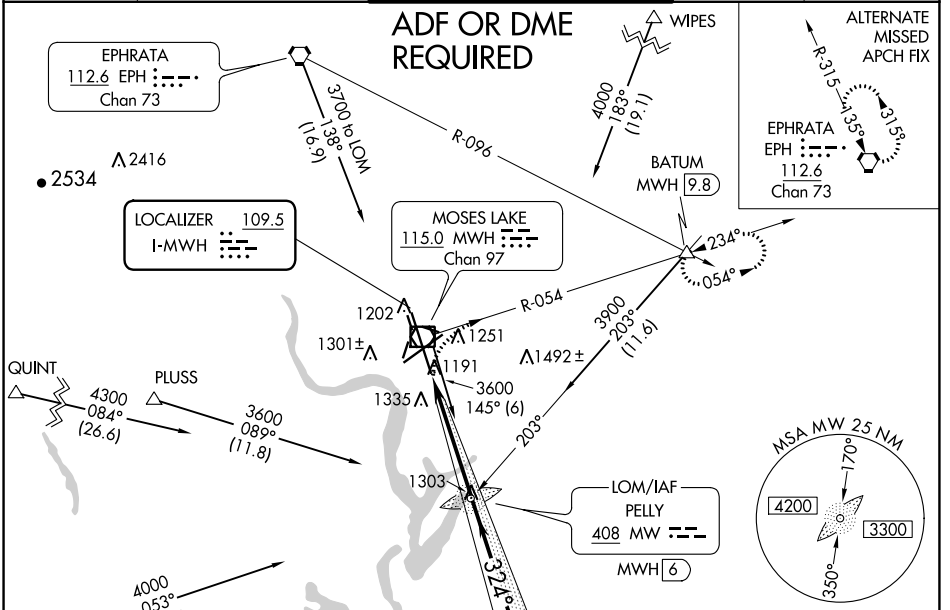 ADF OR DME
REQUIRED
WIPES
ALTERNATE
MISSED
APCH FIX
R-315
135°
315°
EPHRATA
EPH
112.6
Chan 73
EPHRATA
112.6 EPH
Chan 73
3700 to LOM
138°
(16.9)
4000
183°
(19.1)
R-096
2416
2534
BATUM
MWH 9.8
LOCALIZER 109.5
I-MWH
MOSES LAKE
115.0 MWH
Chan 97
234°
054°
R-054
1202
1251
1301±
1492±
1191
3900
203°
(11.6)
QUINT
4300
084°
(26.6)
PLUSS
3600
089°
(11.8)
1335
3600
145° (6)
203°
MSA MW 25 NM
170°
4200
3300
350°
1303
LOM/IAF
PELLY
408 MW
MWH 6
324°
4000
053°